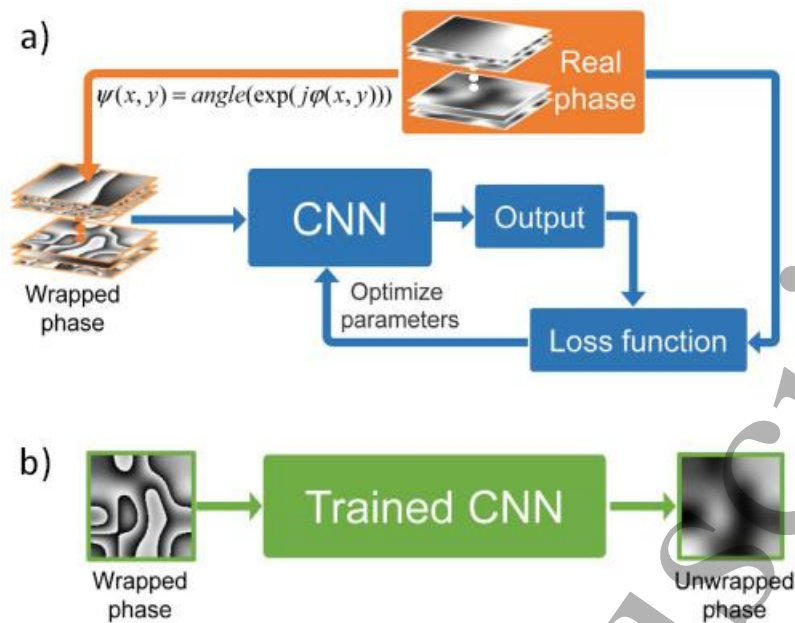 a)
Real
phase
ψ(x, y) = angle(exp(jφ(x, y)))
CNN
Output
Wrapped
phase
Optimize
parameters
Loss function
b)
Trained CNN
Wrapped
phase
Unwrapped
phase